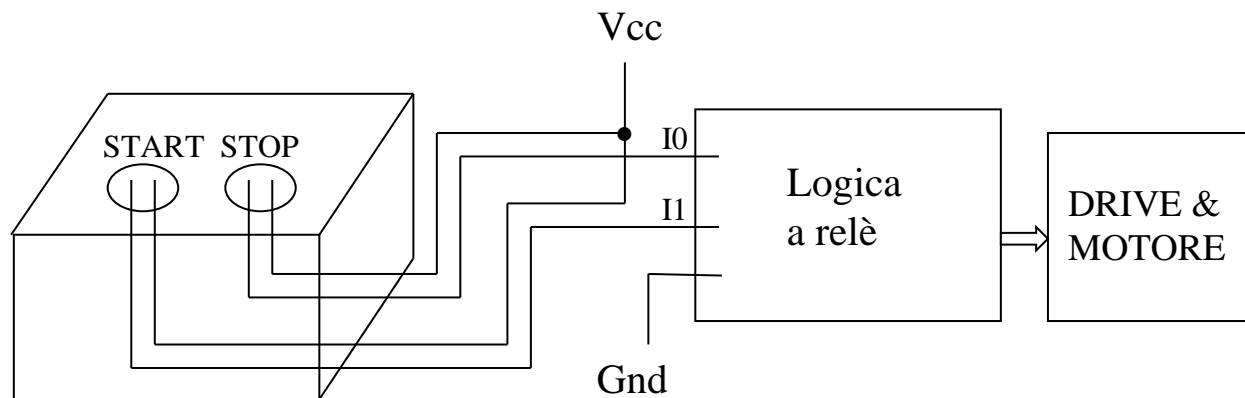 Vcc
START STOP
I0
Logica
a relè
I1
DRIVE &
MOTORE
Gnd